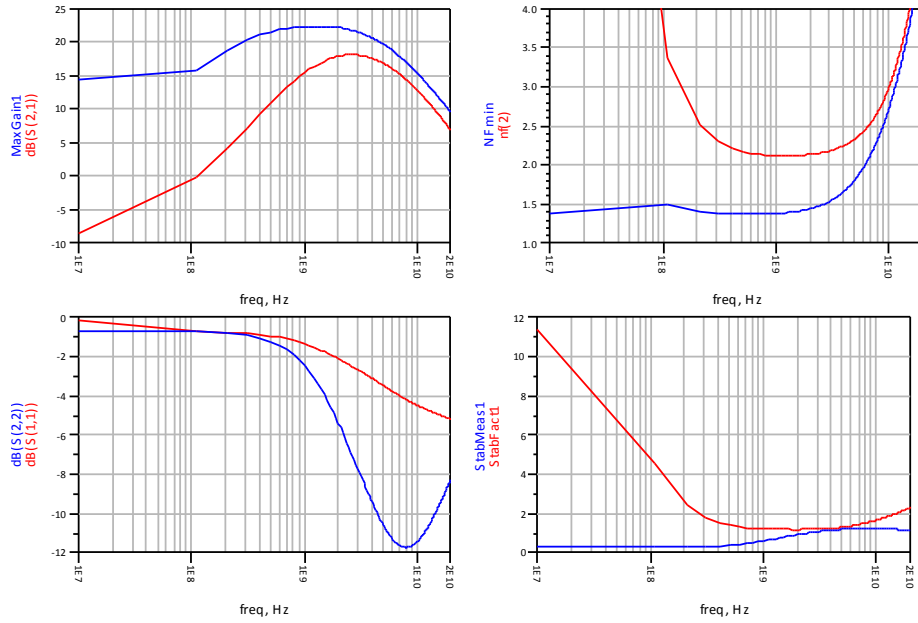 25
20
15
10
5
0
-5
-10
MaxGain1
dB(S(2,1))
1E7
1E8
1E9
1E10
2E10
freq, Hz
4.0
3.5
3.0
2.5
2.0
1.5
1.0
NFmin
nf(2)
1E7
1E8
1E9
1E10
freq, Hz
0
-2
-4
-6
-8
-10
-12
dB(S(2,2))
dB(S(1,1))
1E7
1E8
1E9
1E10
2E10
freq, Hz
12
10
8
6
4
2
0
StabMeas1
StabFact1
1E7
1E8
1E9
1E10
2E10
freq, Hz